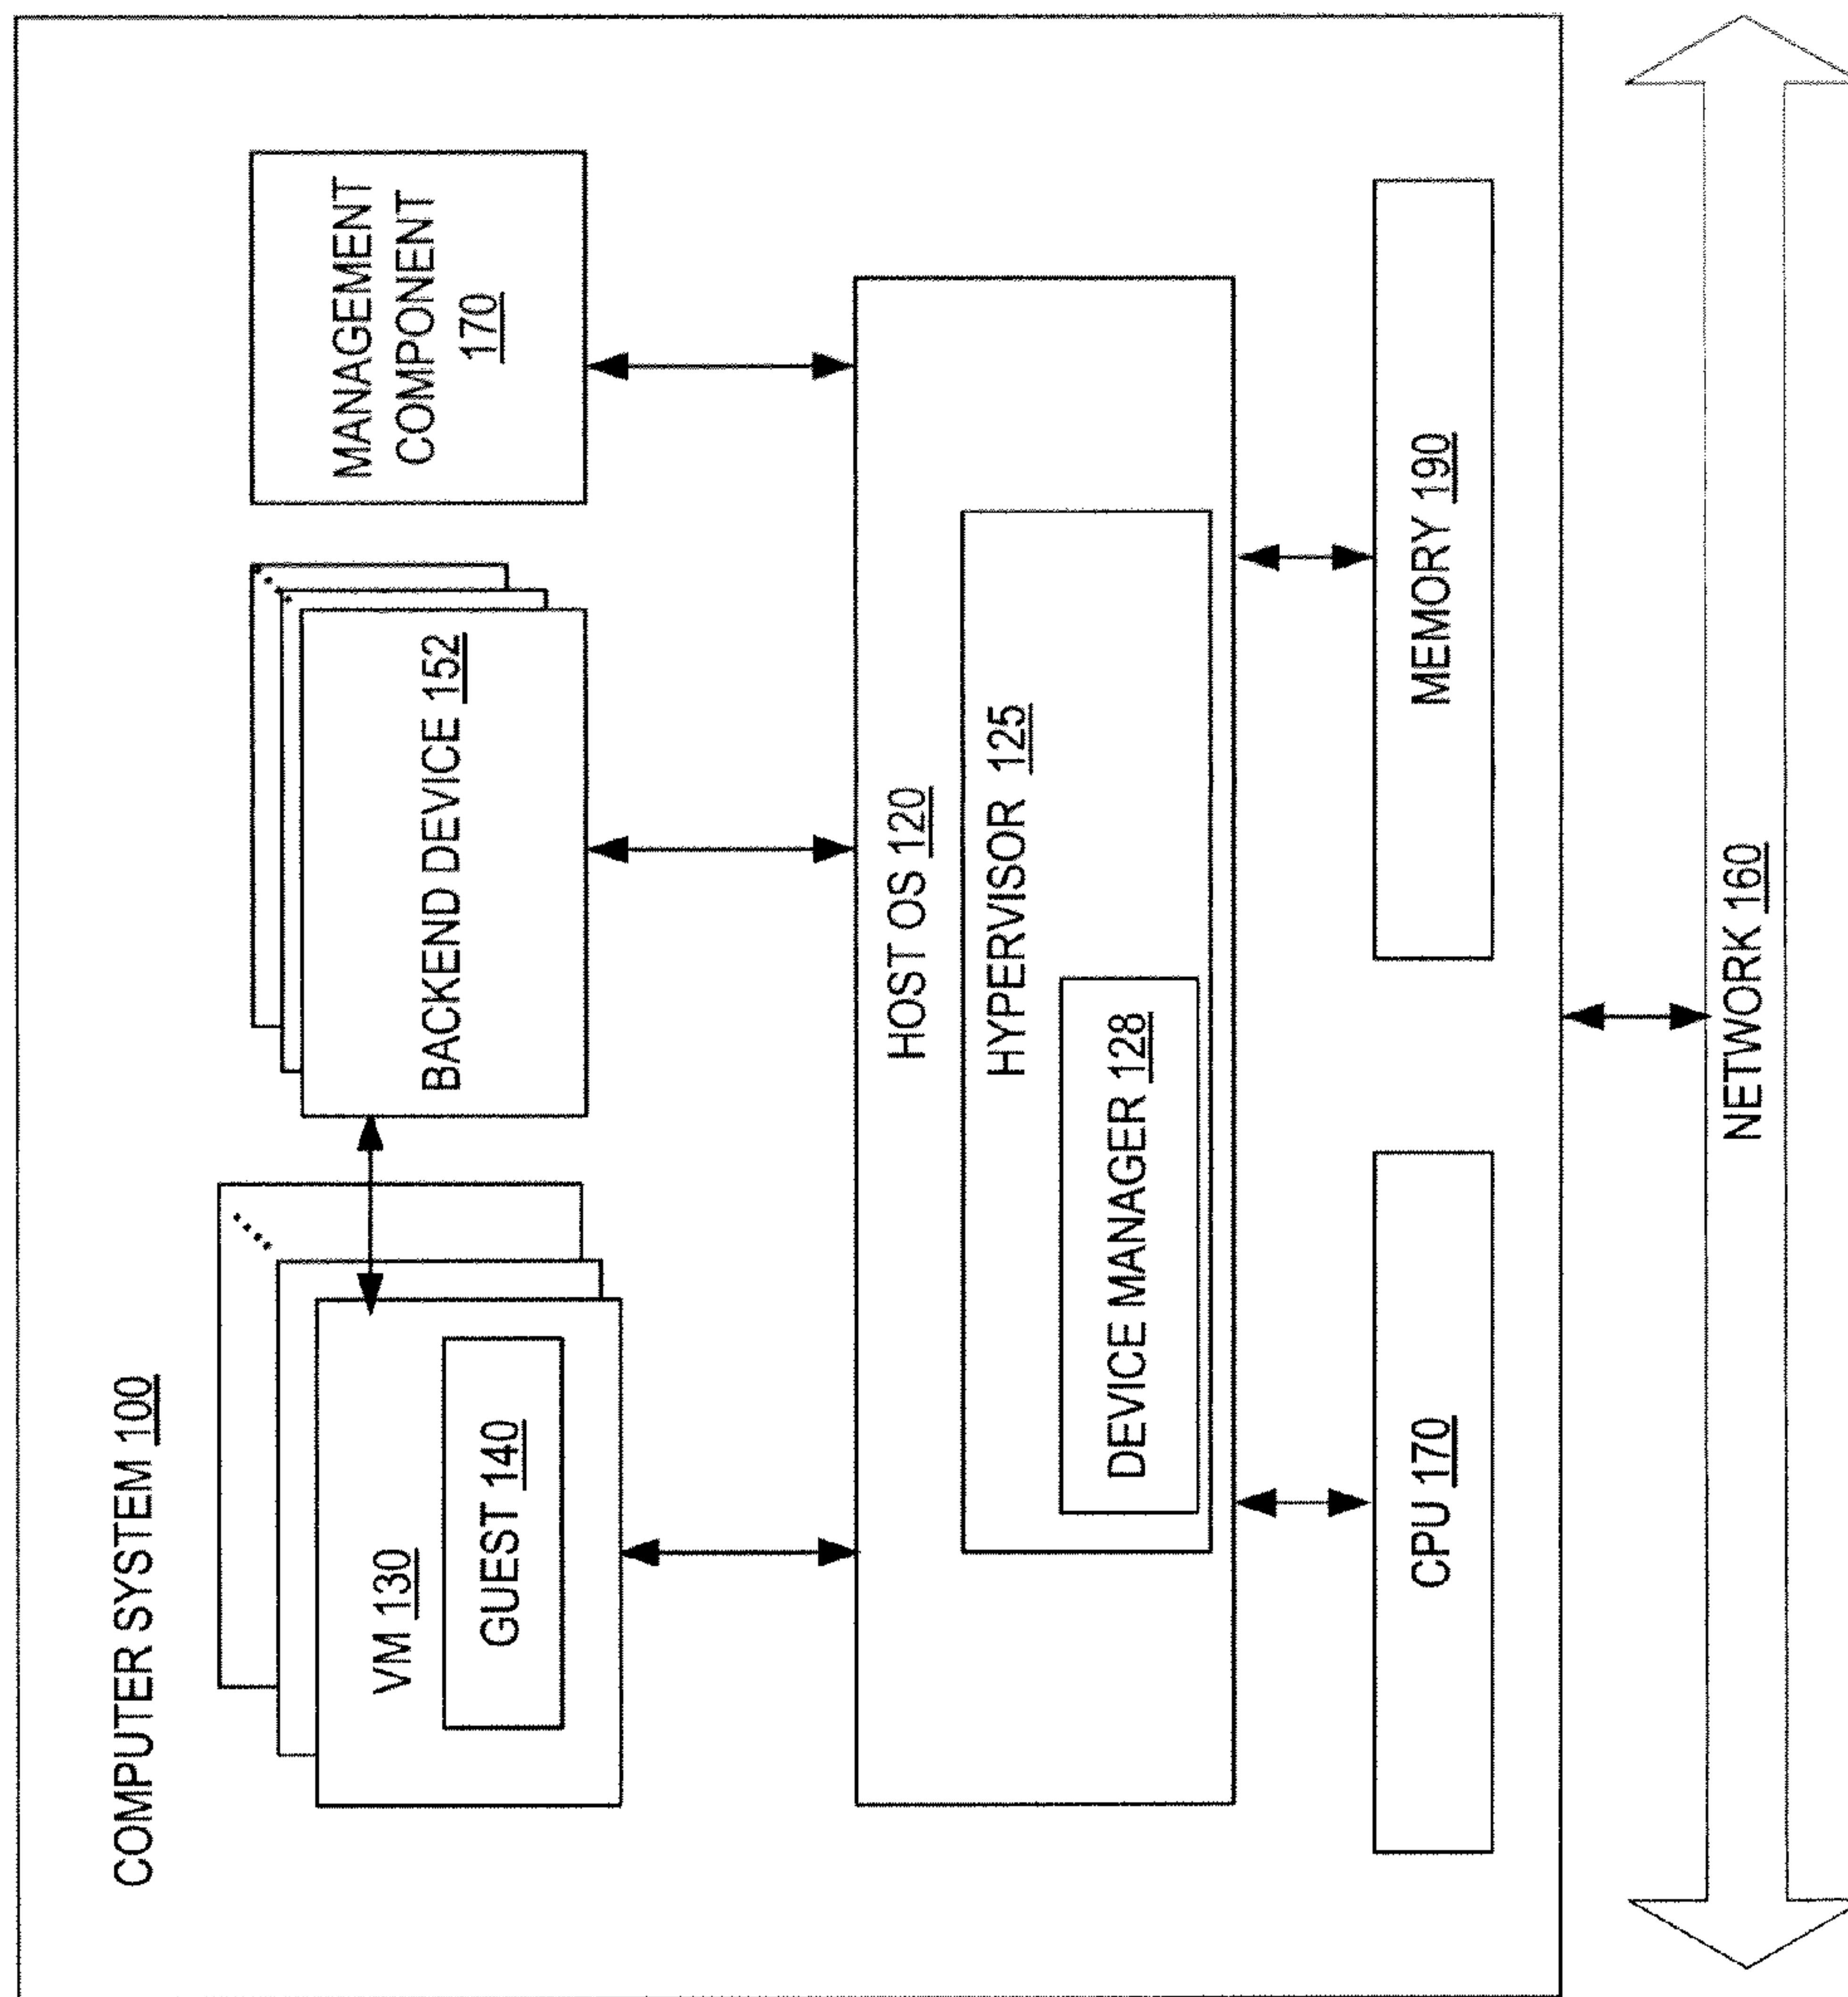 COMPUTER SYSTEM 100
VM 130
GUEST 140
BACKEND DEVICE 152
MANAGEMENT
COMPONENT
170
HOST OS 120
HYPERVISOR 125
DEVICE MANAGER 128
CPU 170
MEMORY 190
NETWORK 160